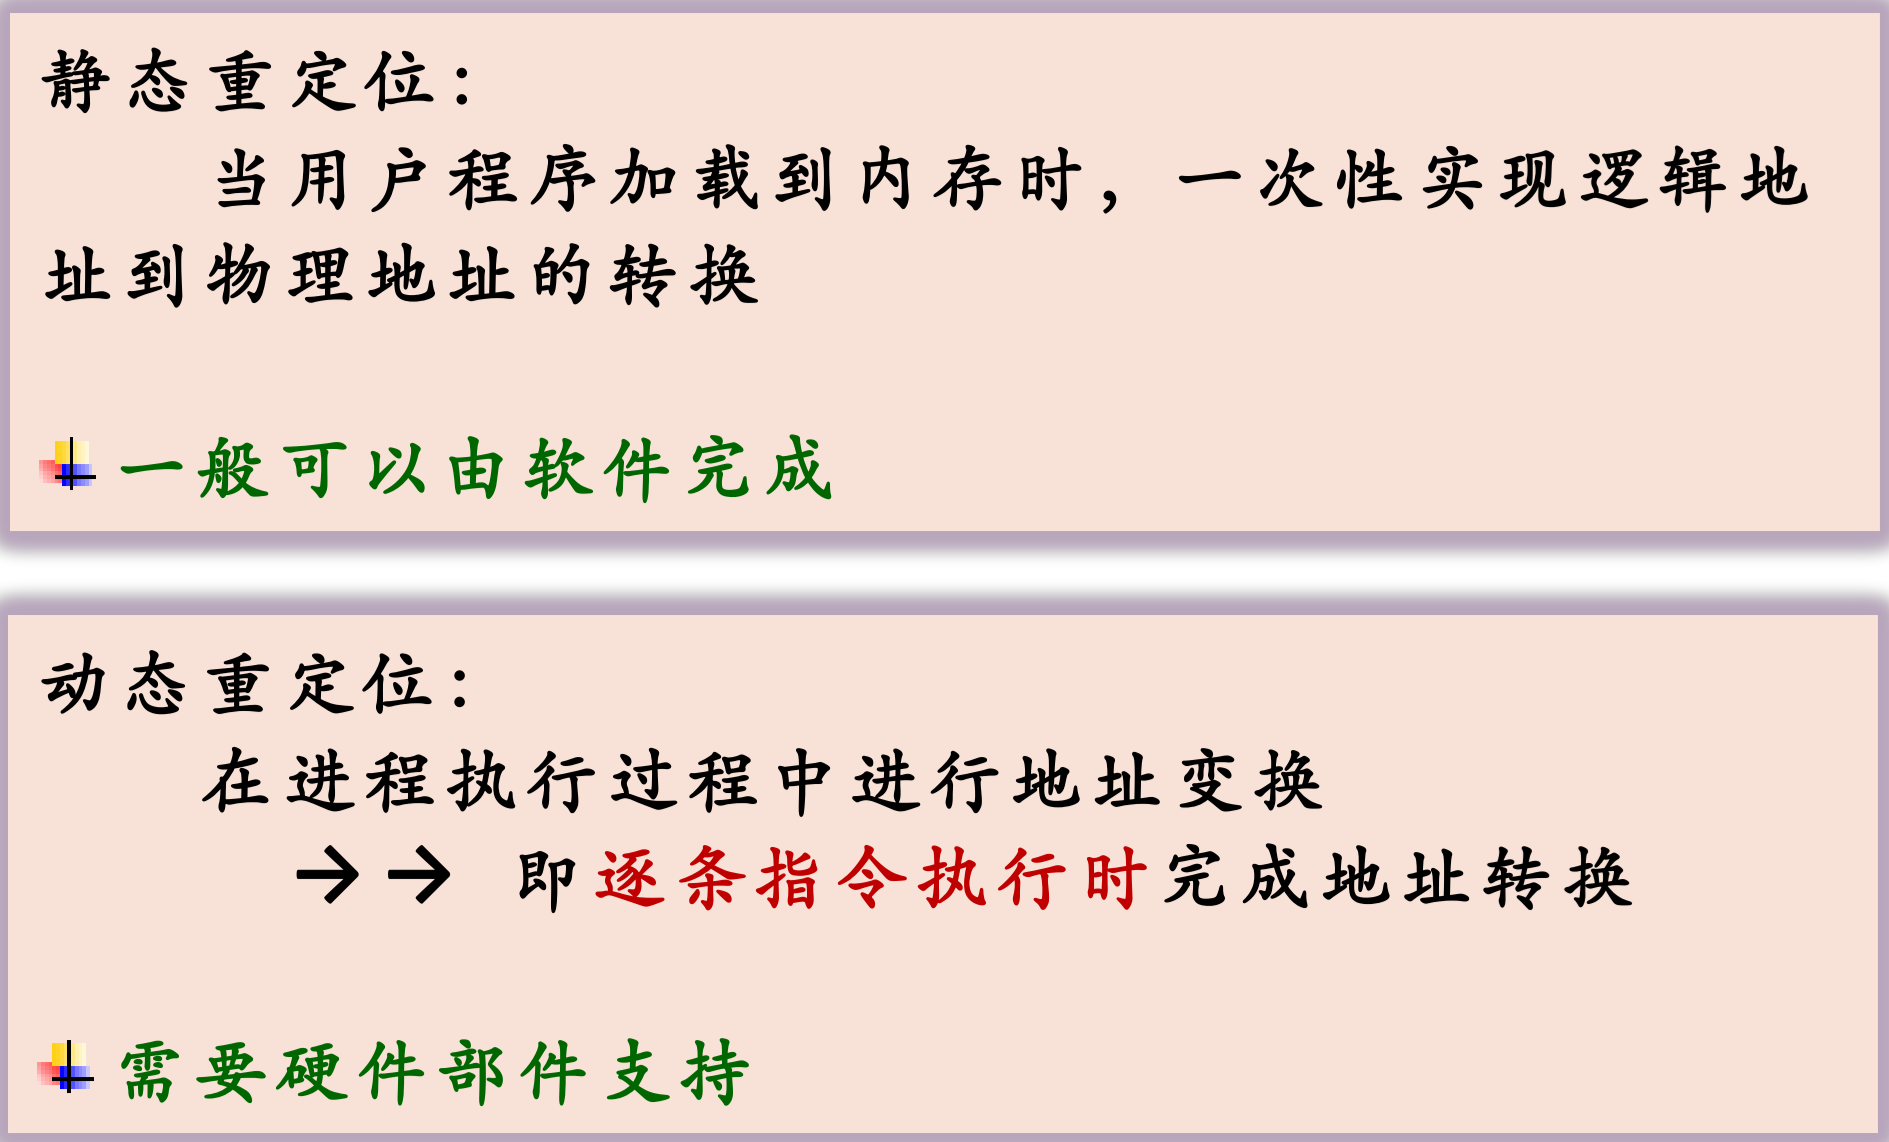 静态重定位：
当用户程序加载到内存时，一次性实现逻辑地
址到物理地址的转换
一般可以由软件完成
动态重定位：
在进程执行过程中进行地址变换
→→ 即逐条指令执行时完成地址转换
需要硬件部件支持